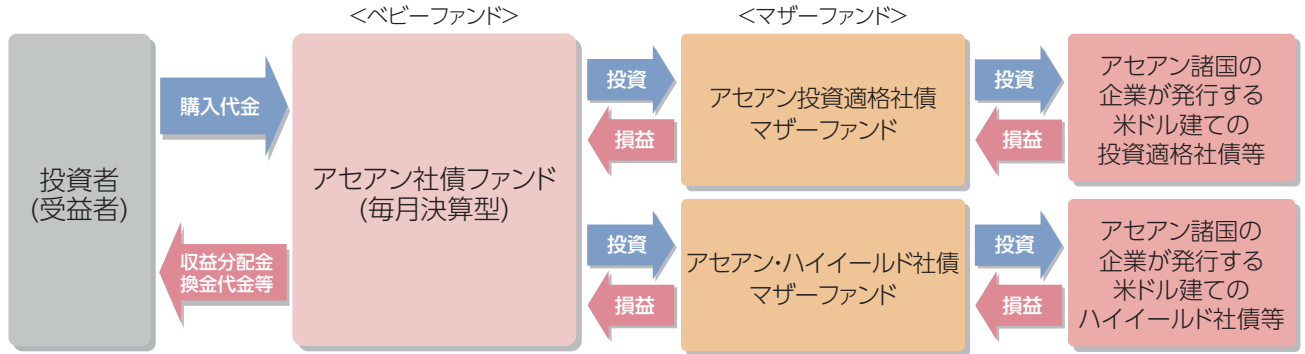 <ベビーファンド>
<マザーファンド>
投資者
(受益者)
購入代金
収益分配金
換金代金等
アセアン社債ファンド
(毎月決算型)
投資
損益
アセアン投資適格社債
マザーファンド
投資
損益
アセアン諸国の
企業が発行する
米ドル建ての
投資適格社債等
投資
損益
アセアン・ハイイールド社債
マザーファンド
投資
損益
アセアン諸国の
企業が発行する
米ドル建ての
ハイイールド社債等